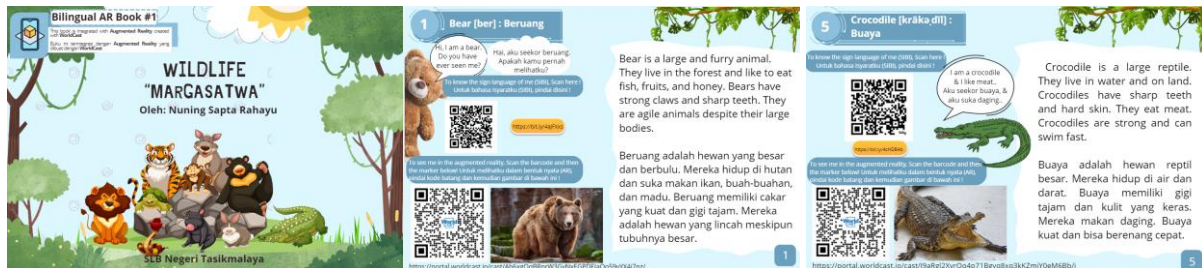 Bilingual AR Book #1
This book is integrated with Augmented Reality created
with WorldCast
Buku ini terintegrasi dengan Augmented Reality yang
dibuat dengan WorldCast
WILDLIFE
"MARGASATWA"
Oleh: Nuning Sapta Rahayu
SLB Negeri Tasikmalaya
1
Bear [ber] : Beruang
Hi, I am a bear.
Do you have
ever seen me?
Hai, aku seekor beruang.
Apakah kamu pernah
melihatku?
To know the sign language of me (SIBI), Scan here !
Untuk bahasa isyaratku (SIBI), pindai disini !
To see me in the augmented reality. Scan the barcode and then
the marker below! Untuk melihatku dalam bentuk nyata (AR),
pindai kode batang dan kemudian gambar di bawah ini !
Bear is a large and furry animal.
They live in the forest and like to eat
fish, fruits, and honey. Bears have
strong claws and sharp teeth. They
are agile animals despite their large
bodies.
Beruang adalah hewan yang besar
dan berbulu. Mereka hidup di hutan
dan suka makan ikan, buah-buahan,
dan madu. Beruang memiliki cakar
yang kuat dan gigi tajam. Mereka
adalah hewan yang lincah meskipun
tubuhnya besar.
1
5
Crocodile [kräka,dīl] :
Buaya
To know the sign language of me (SIBI), Scan here !
Untuk bahasa isyaratku (SIBI), pindai disini !
I am a crocodile
& I like meat..
Aku seekor buaya, &
aku suka daging..
To see me in the augmented reality. Scan the barcode and then
the marker below! Untuk melihatku dalam bentuk nyata (AR),
pindai kode batang dan kemudian gambar di bawah ini !
Crocodile is a large reptile.
They live in water and on land.
Crocodiles have sharp teeth
and hard skin. They eat meat.
Crocodiles are strong and can
swim fast.
Buaya adalah hewan reptil
besar. Mereka hidup di air dan
darat. Buaya memiliki gigi
tajam dan kulit yang keras.
Mereka makan daging. Buaya
kuat dan bisa berenang cepat.
5